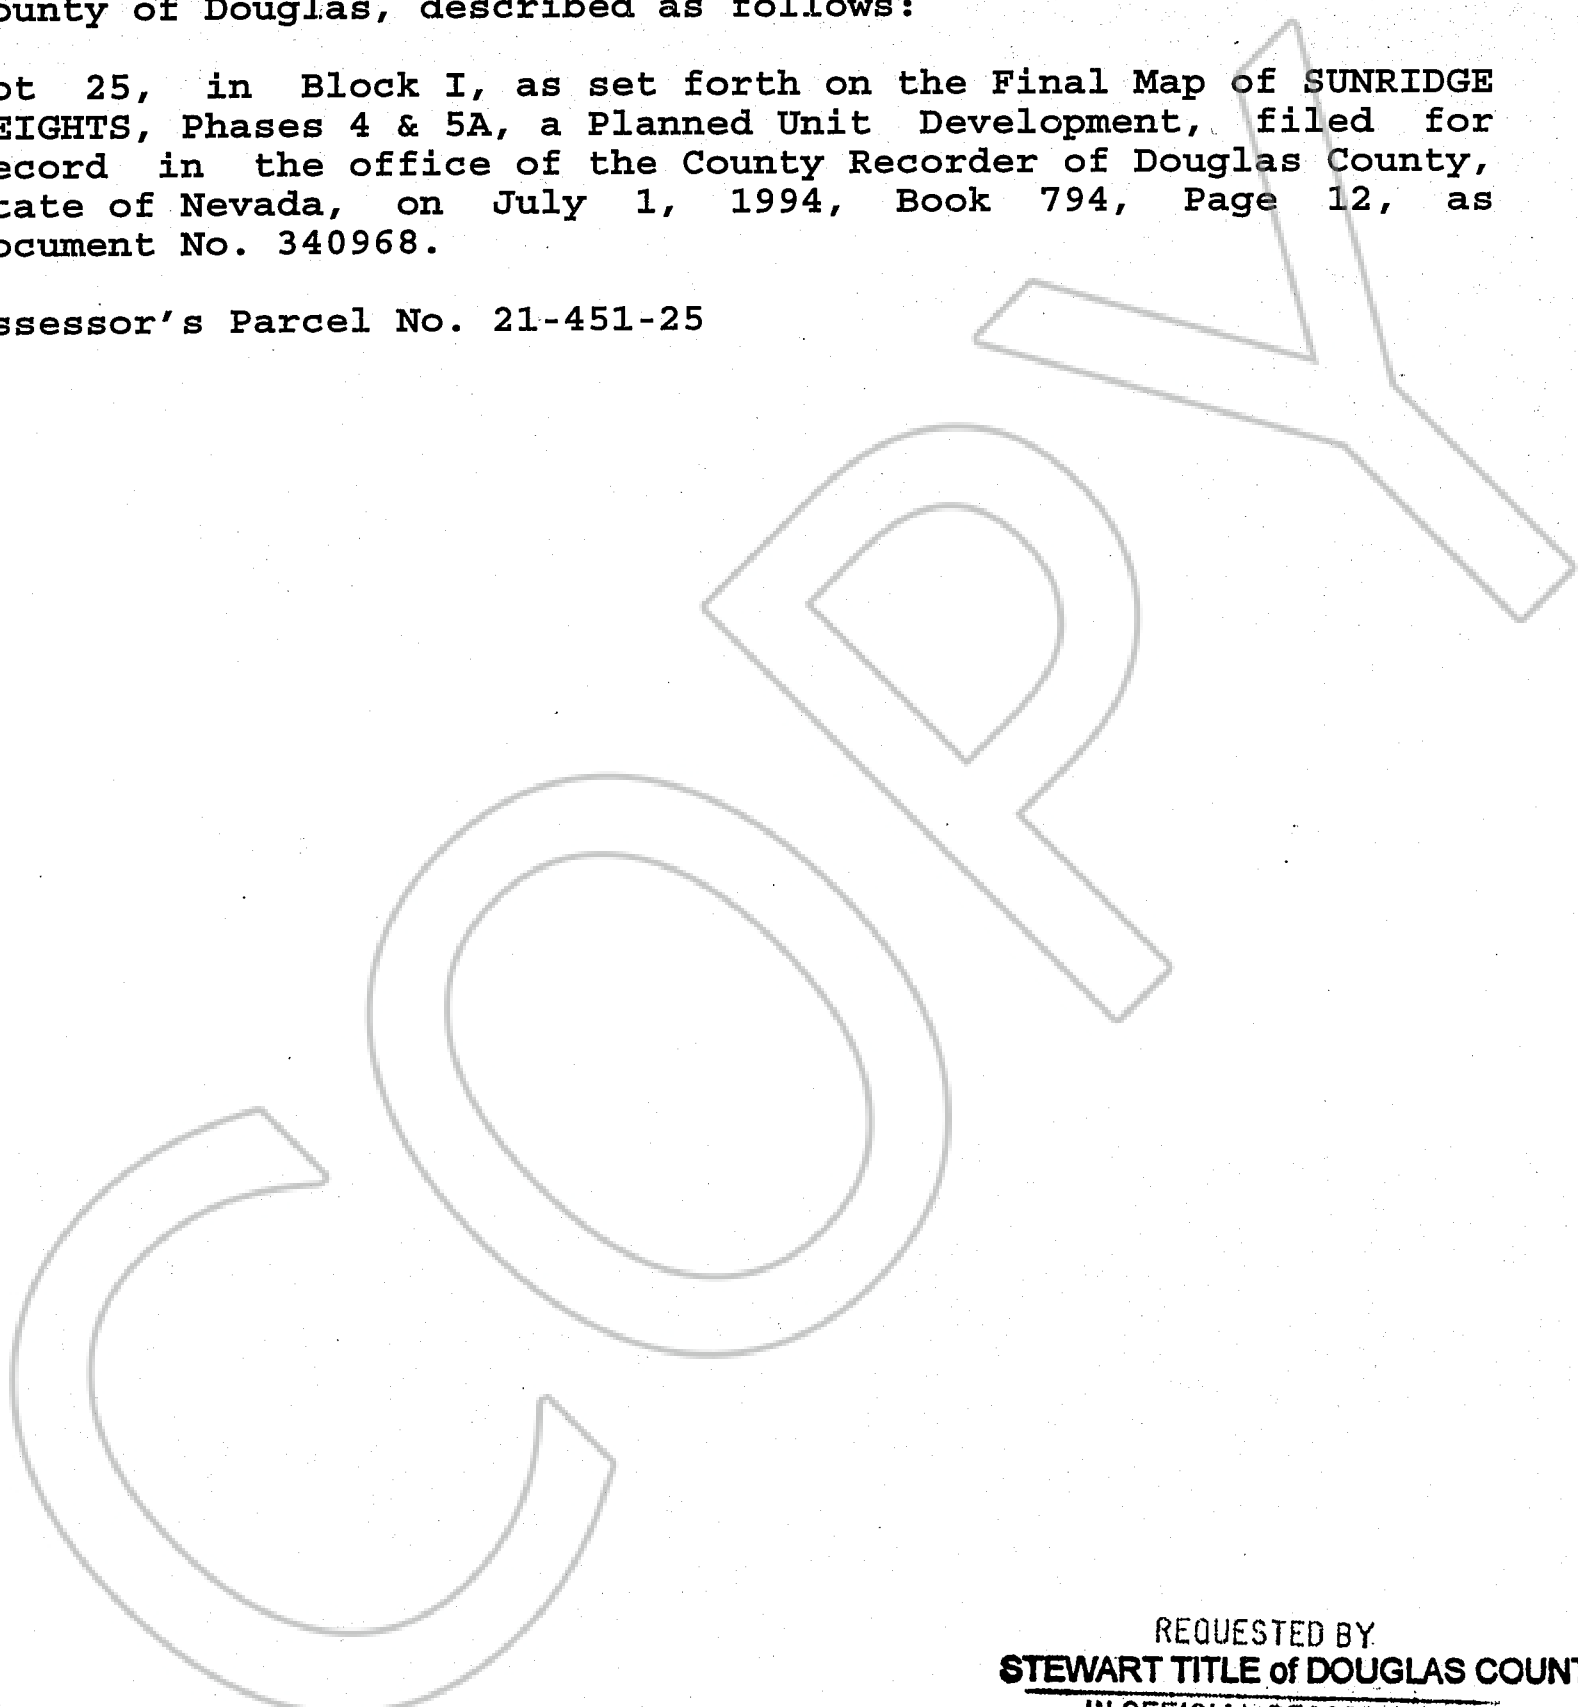 ounty of Douglas, described as follows:
ot 25, in Block I, as set forth on the Final Map of SUNRIDGE
EIGHTS, Phases 4 & 5A, a Planned Unit Development, filed for
ecord in the office of the County Recorder of Douglas County,
tate of Nevada, on July 1, 1994, Book 794, Page 12, as
ocument No. 340968.
ssessor's Parcel No. 21-451-25
COPY
REQUESTED BY
STEWART TITLE of DOUGLAS COUNT